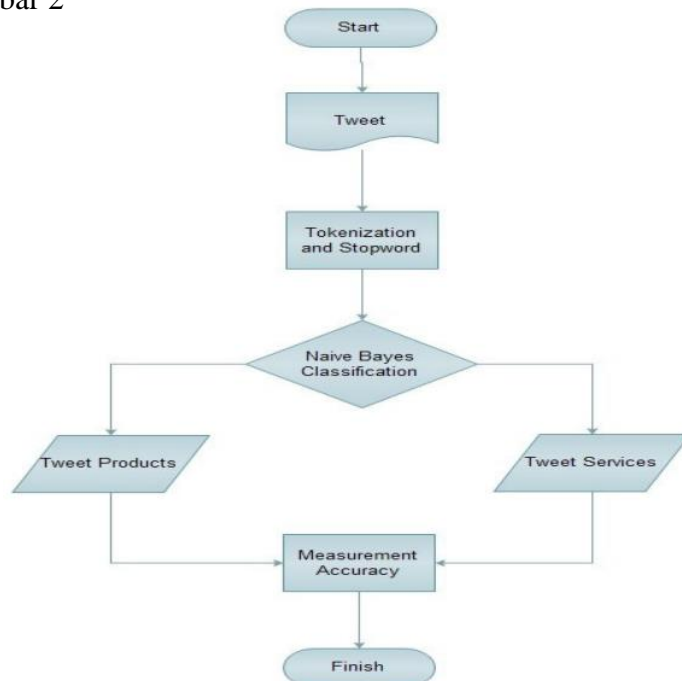 Start
Tweet
Tokenization
and Stopword
Naive Bayes
Classification
Tweet Products
Tweet Services
Measurement
Accuracy
Finish